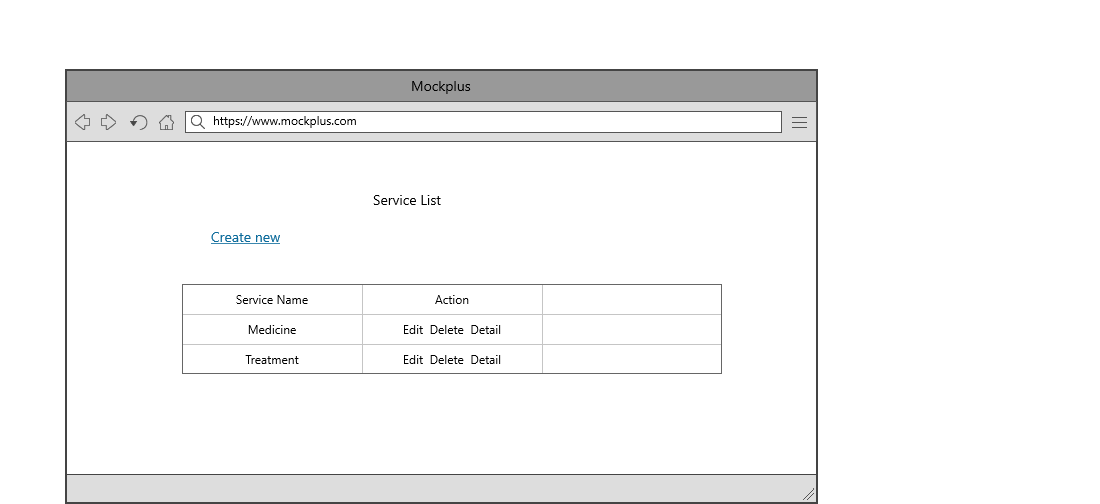 Mockplus
https://www.mockplus.com
Service List
Create new
Service Name Action
Medicine Edit Delete Detail
Treatment Edit Delete Detail